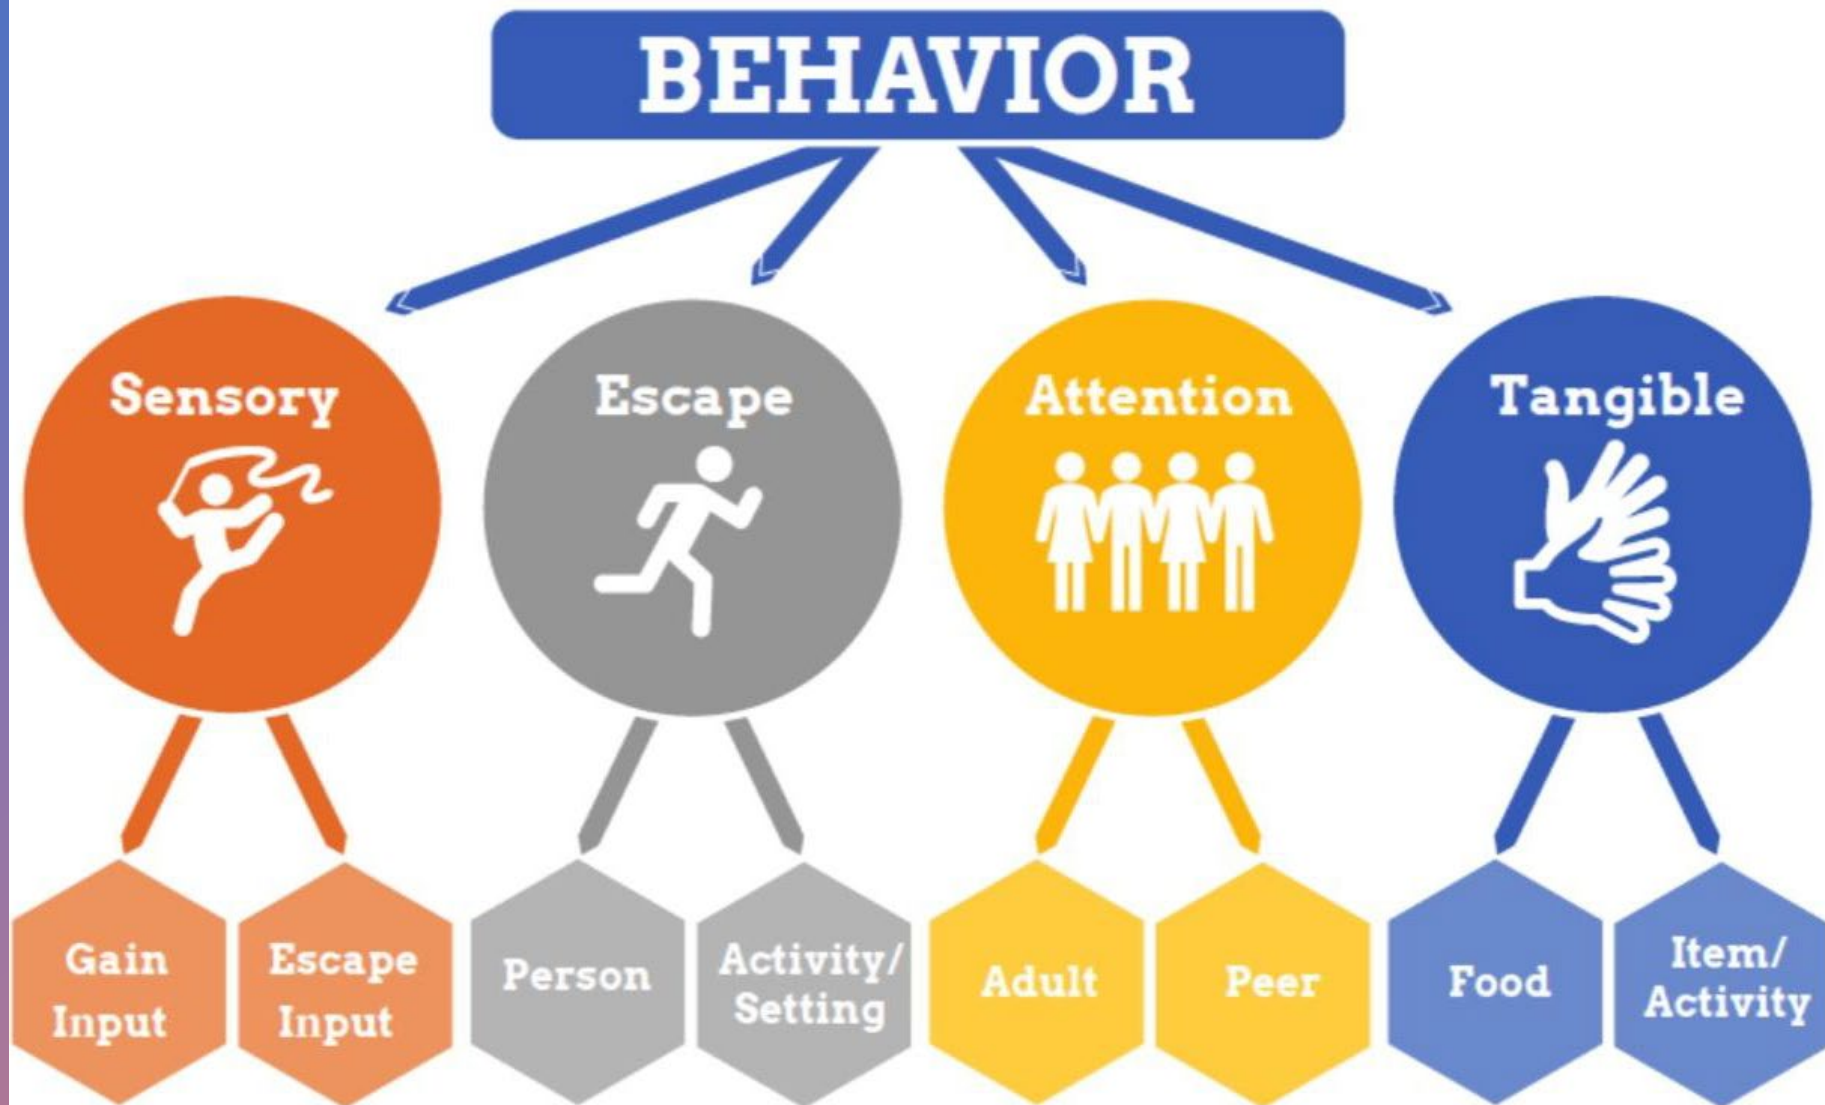 BEHAVIOR
Sensory
Escape
Attention
Tangible
Gain
Input
Escape
Input
Person
Activity/
Setting
Adult
Peer
Food
Item/
Activity